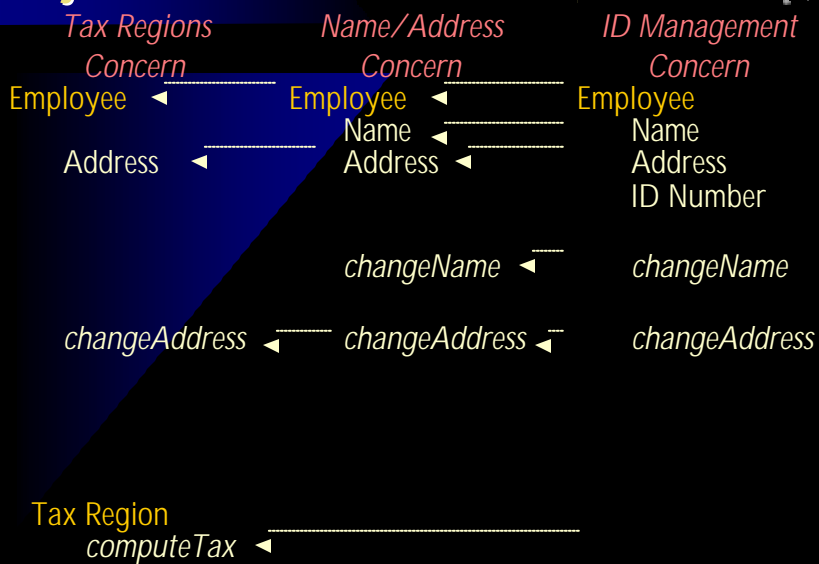 Tax Regions Name/Address ID Management
Concern Concern Concern
Employee Employee Employee
Name Name
Address Address Address
ID Number
changeName changeName
changeAddress changeAddress changeAddress
Tax Region
computeTax